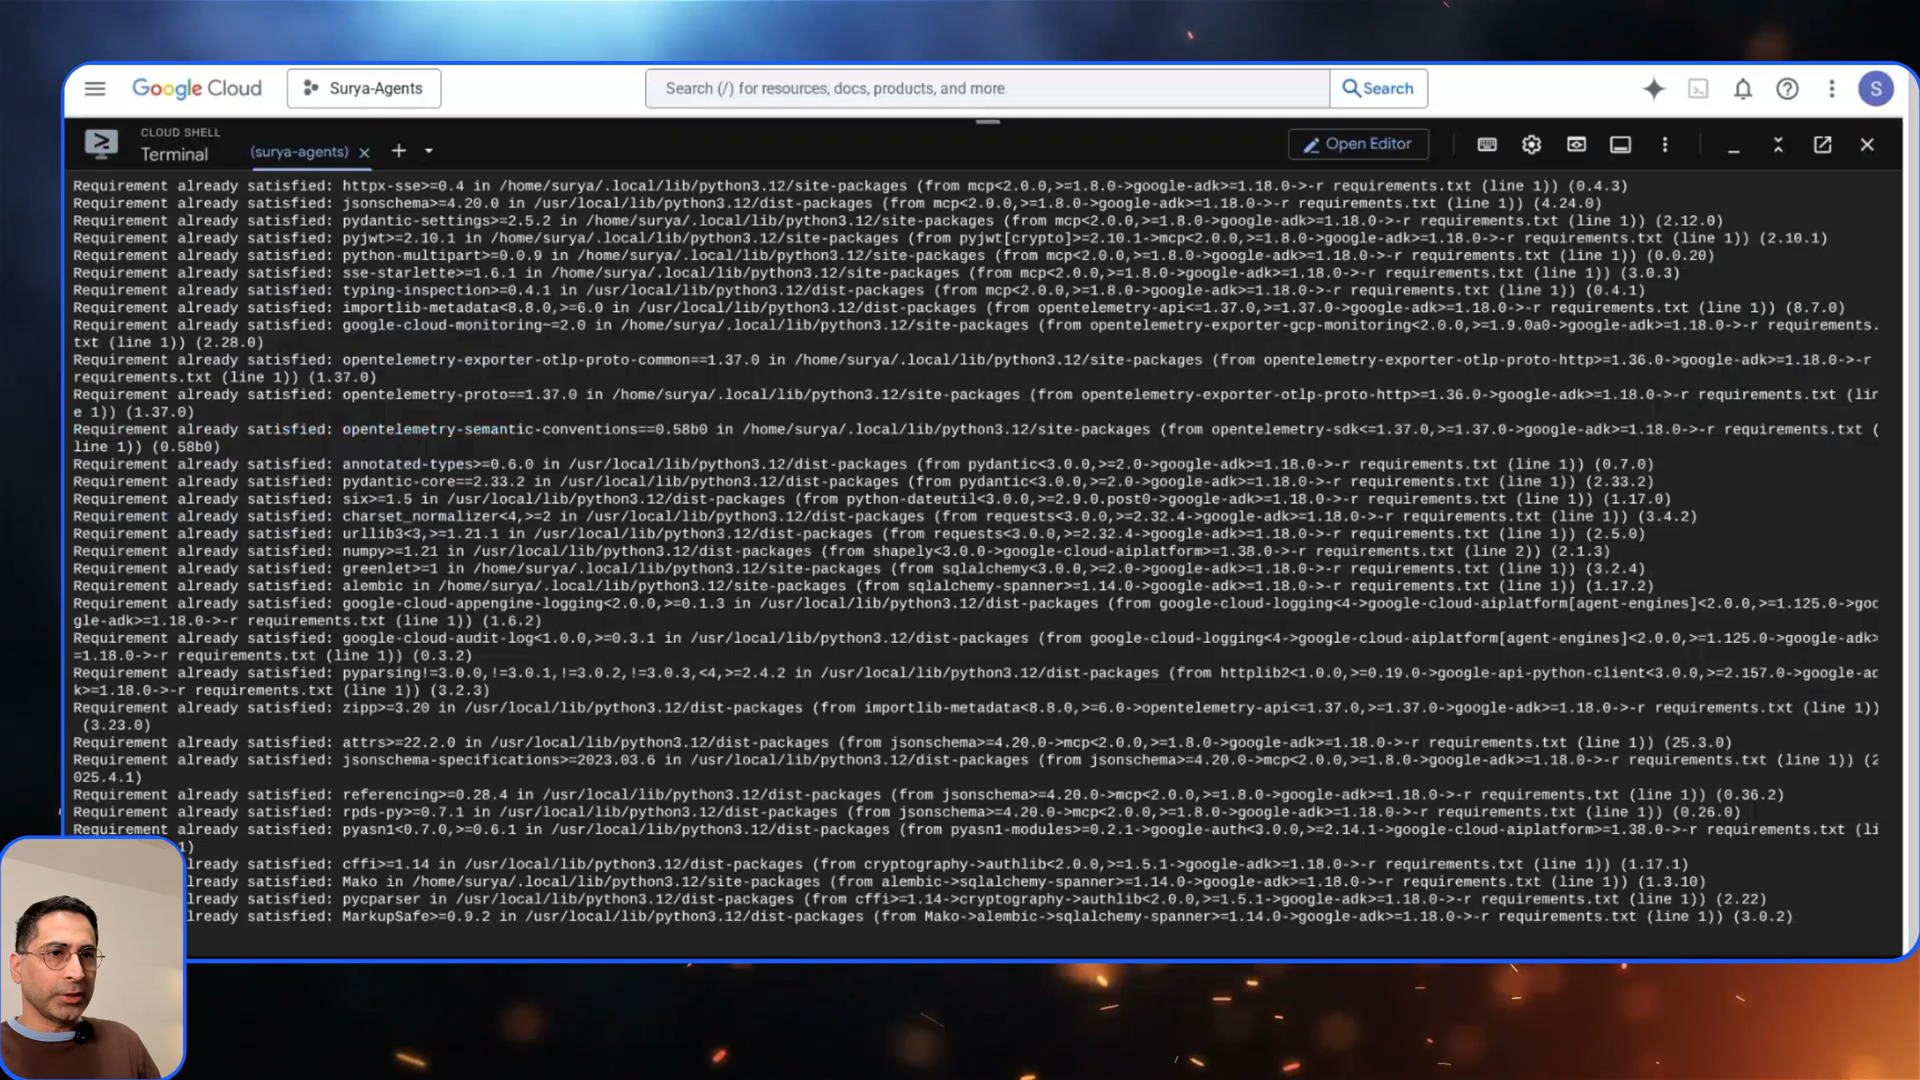 Google Cloud
Surya-Agents
Search (/) for resources, docs, products, and more
Search
S
CLOUD SHELL
Terminal
(surya-agents)
Open Editor
Requirement already satisfied: httpx-sse>=0.4 in /home/surya/.local/lib/python3.12/site-packages (from mcp<2.0.0,>=1.8.0->google-adk>=1.18.0->-r requirements.txt (line 1)) (0.4.3)
Requirement already satisfied: jsonschema>=4.20.0 in /usr/local/lib/python3.12/dist-packages (from mcp<2.0.0,>=1.8.0->google-adk>=1.18.0->-r requirements.txt (line 1)) (4.24.0)
Requirement already satisfied: pydantic-settings>=2.5.2 in /home/surya/.local/lib/python3.12/site-packages (from mcp<2.0.0,>=1.8.0->google-adk>=1.18.0->-r requirements.txt (line 1)) (2.12.0)
Requirement already satisfied: pyjwt>=2.10.1 in /home/surya/.local/lib/python3.12/site-packages (from pyjwt[crypto]>=2.10.1->mcp<2.0.0,>=1.8.0->google-adk>=1.18.0->-r requirements.txt (line 1)) (2.10.1)
Requirement already satisfied: python-multipart>=0.0.9 in /home/surya/.local/lib/python3.12/site-packages (from mcp<2.0.0,>=1.8.0->google-adk>=1.18.0->-r requirements.txt (line 1)) (0.0.20)
Requirement already satisfied: sse-starlette>=1.6.1 in /home/surya/.local/lib/python3.12/site-packages (from mcp<2.0.0,>=1.8.0->google-adk>=1.18.0->-r requirements.txt (line 1)) (3.0.3)
Requirement already satisfied: typing-inspection>=0.4.1 in /home/surya/.local/lib/python3.12/site-packages (from mcp<2.0.0,>=1.8.0->google-adk>=1.18.0->-r requirements.txt (line 1)) (0.4.1)
Requirement already satisfied: importlib-metadata<8.8.0,>=6.0 in /usr/local/lib/python3.12/dist-packages (from opentelemetry-api<=1.37.0,>=1.37.0->google-adk>=1.18.0->-r requirements.txt (line 1)) (8.7.0)
Requirement already satisfied: google-cloud-monitoring~=2.0 in /home/surya/.local/lib/python3.12/site-packages (from opentelemetry-exporter-gcp-monitoring<2.0.0,>=1.9.0a0->google-adk>=1.18.0->-r requirements.
txt (line 1)) (2.28.0)
Requirement already satisfied: opentelemetry-exporter-otlp-proto-common==1.37.0 in /home/surya/.local/lib/python3.12/site-packages (from opentelemetry-exporter-otlp-proto-http>=1.36.0->google-adk>=1.18.0->-r
requirements.txt (line 1)) (1.37.0)
Requirement already satisfied: opentelemetry-proto==1.37.0 in /home/surya/.local/lib/python3.12/site-packages (from opentelemetry-exporter-otlp-proto-http>=1.36.0->google-adk>=1.18.0->-r requirements.txt (lin
e 1)) (1.37.0)
Requirement already satisfied: opentelemetry-semantic-conventions==0.58b0 in /home/surya/.local/lib/python3.12/site-packages (from opentelemetry-sdk<=1.37.0,>=1.37.0->google-adk>=1.18.0->-r requirements.txt (
line 1)) (0.58b0)
Requirement already satisfied: annotated-types>=0.6.0 in /usr/local/lib/python3.12/dist-packages (from pydantic<3.0.0,>=2.0->google-adk>=1.18.0->-r requirements.txt (line 1)) (0.7.0)
Requirement already satisfied: pydantic-core==2.33.2 in /usr/local/lib/python3.12/dist-packages (from pydantic<3.0.0,>=2.0->google-adk>=1.18.0->-r requirements.txt (line 1)) (2.33.2)
Requirement already satisfied: six>=1.5 in /usr/local/lib/python3.12/dist-packages (from python-dateutil<3.0.0,>=2.9.0.post0->google-adk>=1.18.0->-r requirements.txt (line 1)) (1.17.0)
Requirement already satisfied: charset_normalizer<4,>=2 in /usr/local/lib/python3.12/dist-packages (from requests<3.0.0,>=2.32.4->google-adk>=1.18.0->-r requirements.txt (line 1)) (3.4.2)
Requirement already satisfied: urllib3<3,>=1.21.1 in /usr/local/lib/python3.12/dist-packages (from requests<3.0.0,>=2.32.4->google-adk>=1.18.0->-r requirements.txt (line 1)) (2.5.0)
Requirement already satisfied: numpy>=1.21 in /usr/local/lib/python3.12/dist-packages (from shapely<3.0.0->google-cloud-aiplatform>=1.38.0->-r requirements.txt (line 2)) (2.1.3)
Requirement already satisfied: greenlet>=1 in /home/surya/.local/lib/python3.12/site-packages (from sqlalchemy<3.0.0,>=2.0->google-adk>=1.18.0->-r requirements.txt (line 1)) (3.2.4)
Requirement already satisfied: alembic in /home/surya/.local/lib/python3.12/site-packages (from sqlalchemy-spanner>=1.14.0->google-adk>=1.18.0->-r requirements.txt (line 1)) (1.17.2)
Requirement already satisfied: google-cloud-appengine-logging<2.0.0,>=0.1.3 in /usr/local/lib/python3.12/dist-packages (from google-cloud-logging<4->google-cloud-aiplatform[agent-engines]<2.0.0,>=1.125.0->goo
gle-adk>=1.18.0->-r requirements.txt (line 1)) (1.6.2)
Requirement already satisfied: google-cloud-audit-log<1.0.0,>=0.3.1 in /usr/local/lib/python3.12/dist-packages (from google-cloud-logging<4->google-cloud-aiplatform[agent-engines]<2.0.0,>=1.125.0->google-adk>
=1.18.0->-r requirements.txt (line 1)) (0.3.2)
Requirement already satisfied: pyparsing!=3.0.0,!=3.0.1,!=3.0.2,!=3.0.3,<4,>=2.4.2 in /usr/local/lib/python3.12/dist-packages (from httplib2<1.0.0,>=0.19.0->google-api-python-client<3.0.0,>=2.157.0->google-ad
k>=1.18.0->-r requirements.txt (line 1)) (3.2.3)
Requirement already satisfied: zipp>=3.20 in /usr/local/lib/python3.12/dist-packages (from importlib-metadata<8.8.0,>=6.0->opentelemetry-api<=1.37.0,>=1.37.0->google-adk>=1.18.0->-r requirements.txt (line 1))
(3.23.0)
Requirement already satisfied: attrs>=22.2.0 in /usr/local/lib/python3.12/dist-packages (from jsonschema>=4.20.0->mcp<2.0.0,>=1.8.0->google-adk>=1.18.0->-r requirements.txt (line 1)) (25.3.0)
Requirement already satisfied: jsonschema-specifications>=2023.03.6 in /usr/local/lib/python3.12/dist-packages (from jsonschema>=4.20.0->mcp<2.0.0,>=1.8.0->google-adk>=1.18.0->-r requirements.txt (line 1)) (2
025.4.1)
Requirement already satisfied: referencing>=0.28.4 in /usr/local/lib/python3.12/dist-packages (from jsonschema>=4.20.0->mcp<2.0.0,>=1.8.0->google-adk>=1.18.0->-r requirements.txt (line 1)) (0.36.2)
Requirement already satisfied: rpds-py>=0.7.1 in /usr/local/lib/python3.12/dist-packages (from jsonschema>=4.20.0->mcp<2.0.0,>=1.8.0->google-adk>=1.18.0->-r requirements.txt (line 1)) (0.26.0)
Requirement already satisfied: pyasn1<0.7.0,>=0.6.1 in /usr/local/lib/python3.12/dist-packages (from pyasn1-modules>=0.2.1->google-auth<3.0.0,>=2.14.1->google-cloud-aiplatform>=1.38.0->-r requirements.txt (li
1)
lready satisfied: cffi>=1.14 in /usr/local/lib/python3.12/dist-packages (from cryptography->authlib<2.0.0,>=1.5.1->google-adk>=1.18.0->-r requirements.txt (line 1)) (1.17.1)
lready satisfied: Mako in /home/surya/.local/lib/python3.12/site-packages (from alembic->sqlalchemy-spanner>=1.14.0->google-adk>=1.18.0->-r requirements.txt (line 1)) (1.3.10)
lready satisfied: pycparser in /usr/local/lib/python3.12/dist-packages (from cffi>=1.14->cryptography->authlib<2.0.0,>=1.5.1->google-adk>=1.18.0->-r requirements.txt (line 1)) (2.22)
lready satisfied: MarkupSafe>=0.9.2 in /usr/local/lib/python3.12/dist-packages (from Mako->alembic->sqlalchemy-spanner>=1.14.0->google-adk>=1.18.0->-r requirements.txt (line 1)) (3.0.2)